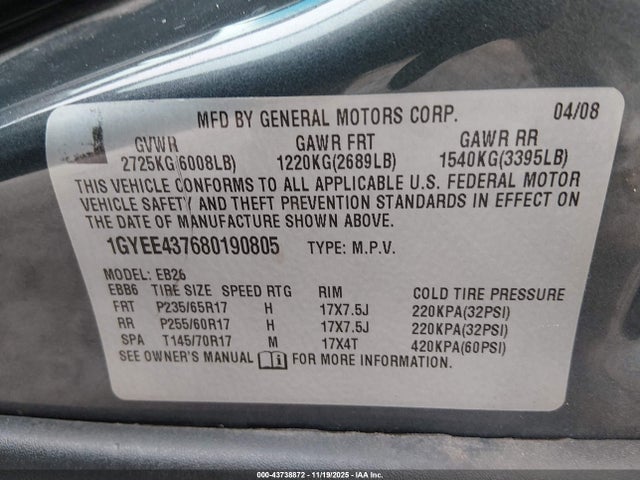 MFD BY GENERAL MOTORS CORP. 04/08
GVWR GAWR FRT GAWR RR
2725KG(6008LB) 1220KG(2689LB) 1540KG(3395LB)
THIS VEHICLE CONFORMS TO ALL APPLICABLE U.S. FEDERAL MOTOR
VEHICLE SAFETY AND THEFT PREVENTION STANDARDS IN EFFECT ON
THE DATE OF MANUFACTURE SHOWN ABOVE.
1GYEE437680190805 TYPE: M.P.V.
MODEL: EB26
EBB6 TIRE SIZE SPEED RTG RIM COLD TIRE PRESSURE
FRT P235/65R17 H 17X7.5J 220KPA(32PSI)
RR P255/60R17 H 17X7.5J 220KPA(32PSI)
SPA T145/70R17 M 17X4T 420KPA(60PSI)
SEE OWNER'S MANUAL FOR MORE INFORMATION.
000-43738872 • 11/19/2025 • IAA Inc.